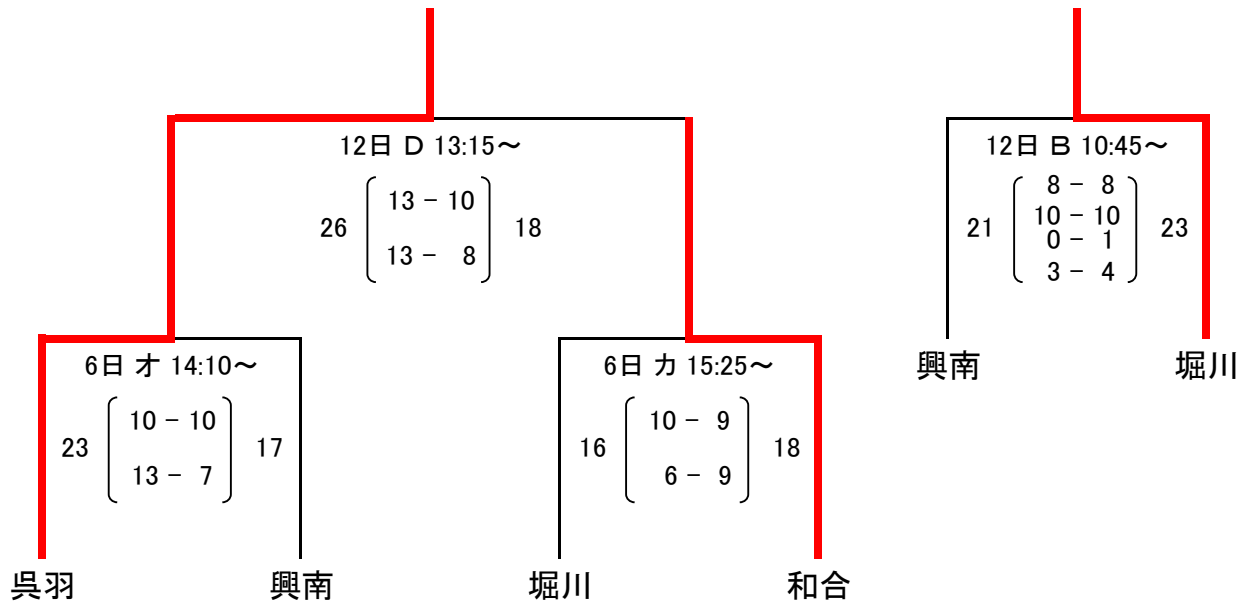 12日 D 13:15～
26 13 － 10 18
13 － 8
6日 オ 14:10～
23 10 － 10 17
13 － 7
呉羽 興南
6日 カ 15:25～
16 10 － 9 18
6 － 9
堀川 和合
12日 B 10:45～
8 － 8
10 － 10
21 0 － 1 23
3 － 4
興南 堀川